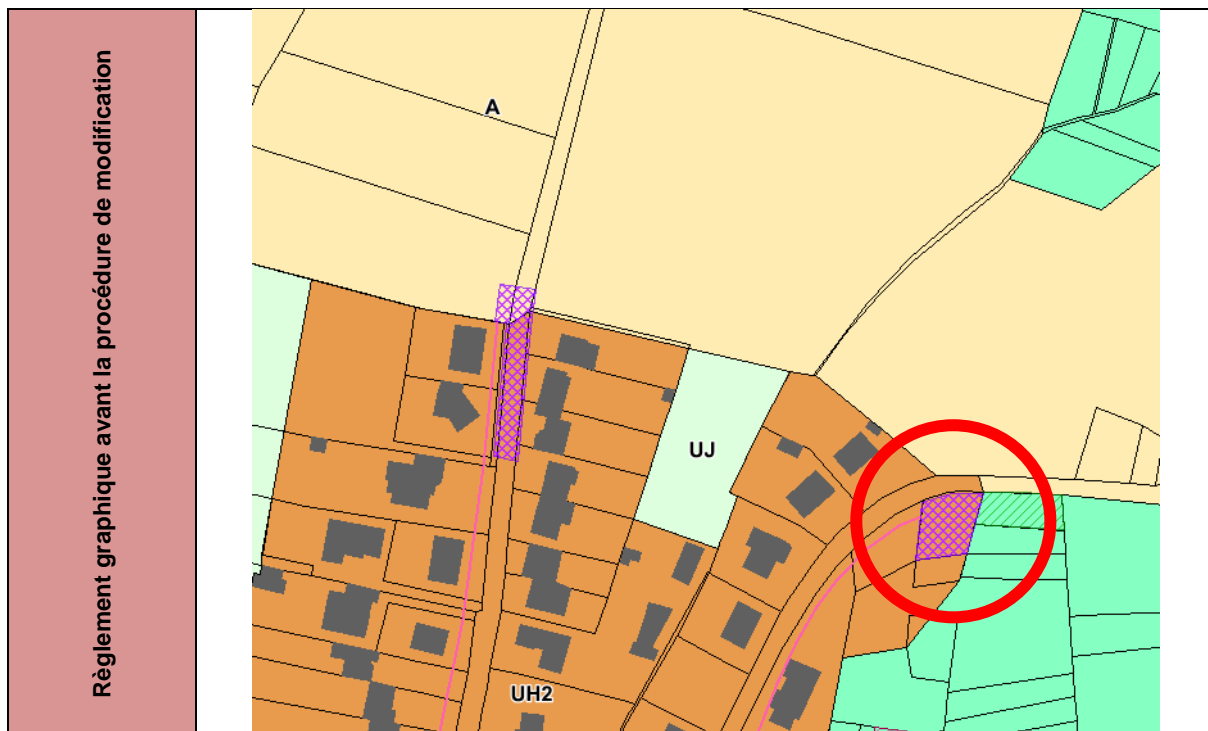 Règlement graphique avant la procédure de modification
A
UJ
UH2